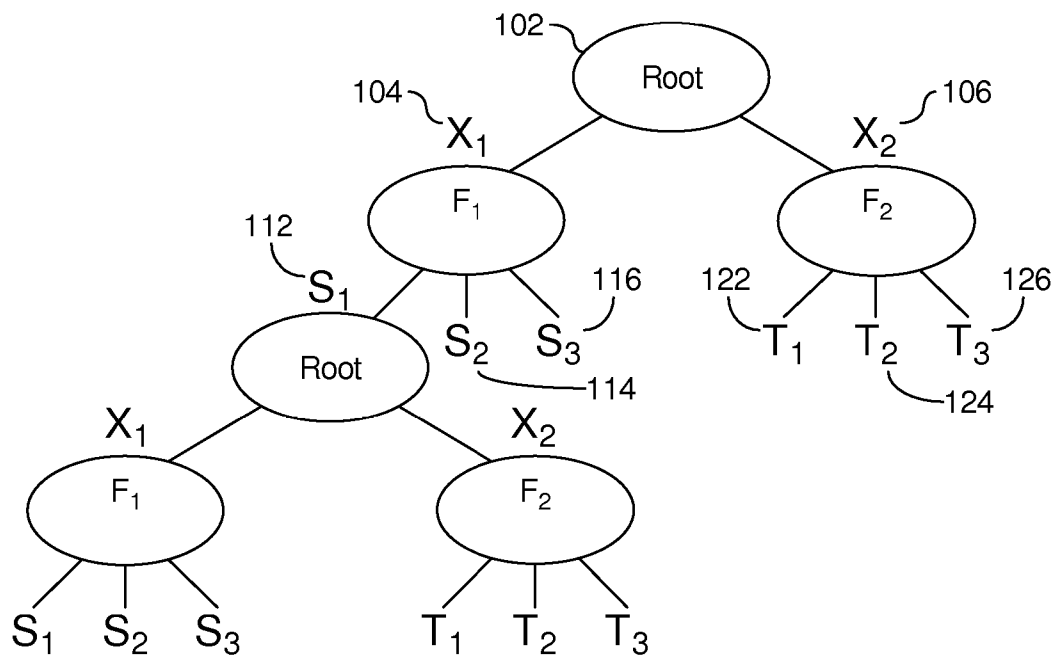 102
Root
104
106
X₁
X₂
F₁
F₂
112
S₁
116
122
126
S₂
S₃
T₁
T₂
T₃
Root
114
124
X₁
X₂
F₁
F₂
S₁ S₂ S₃
T₁ T₂ T₃